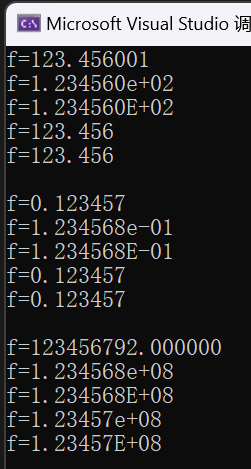 C:\ Microsoft Visual Studio 调
f=123.456001
f=1.234560e+02
f=1.234560E+02
f=123.456
f=123.456
f=0.123457
f=1.234568e-01
f=1.234568E-01
f=0.123457
f=0.123457
f=123456792.000000
f=1.234568e+08
f=1.234568E+08
f=1.23457e+08
f=1.23457E+08